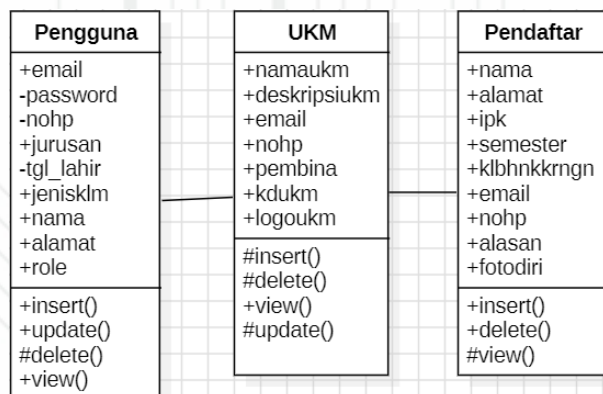 Pengguna
+email
-password
-nohp
+jurusan
-tgl_lahir
+jenisklm
+nama
+alamat
+role
+insert()
+update()
#delete()
+view()
UKM
+namaukm
+deskripsiukm
+email
+nohp
+pembina
+kdukm
+logoukm
#insert()
#delete()
+view()
#update()
Pendaftar
+nama
+alamat
+ipk
+semester
+klbhnkkrngn
+email
+nohp
+alasan
+fotodiri
+insert()
+delete()
#view()